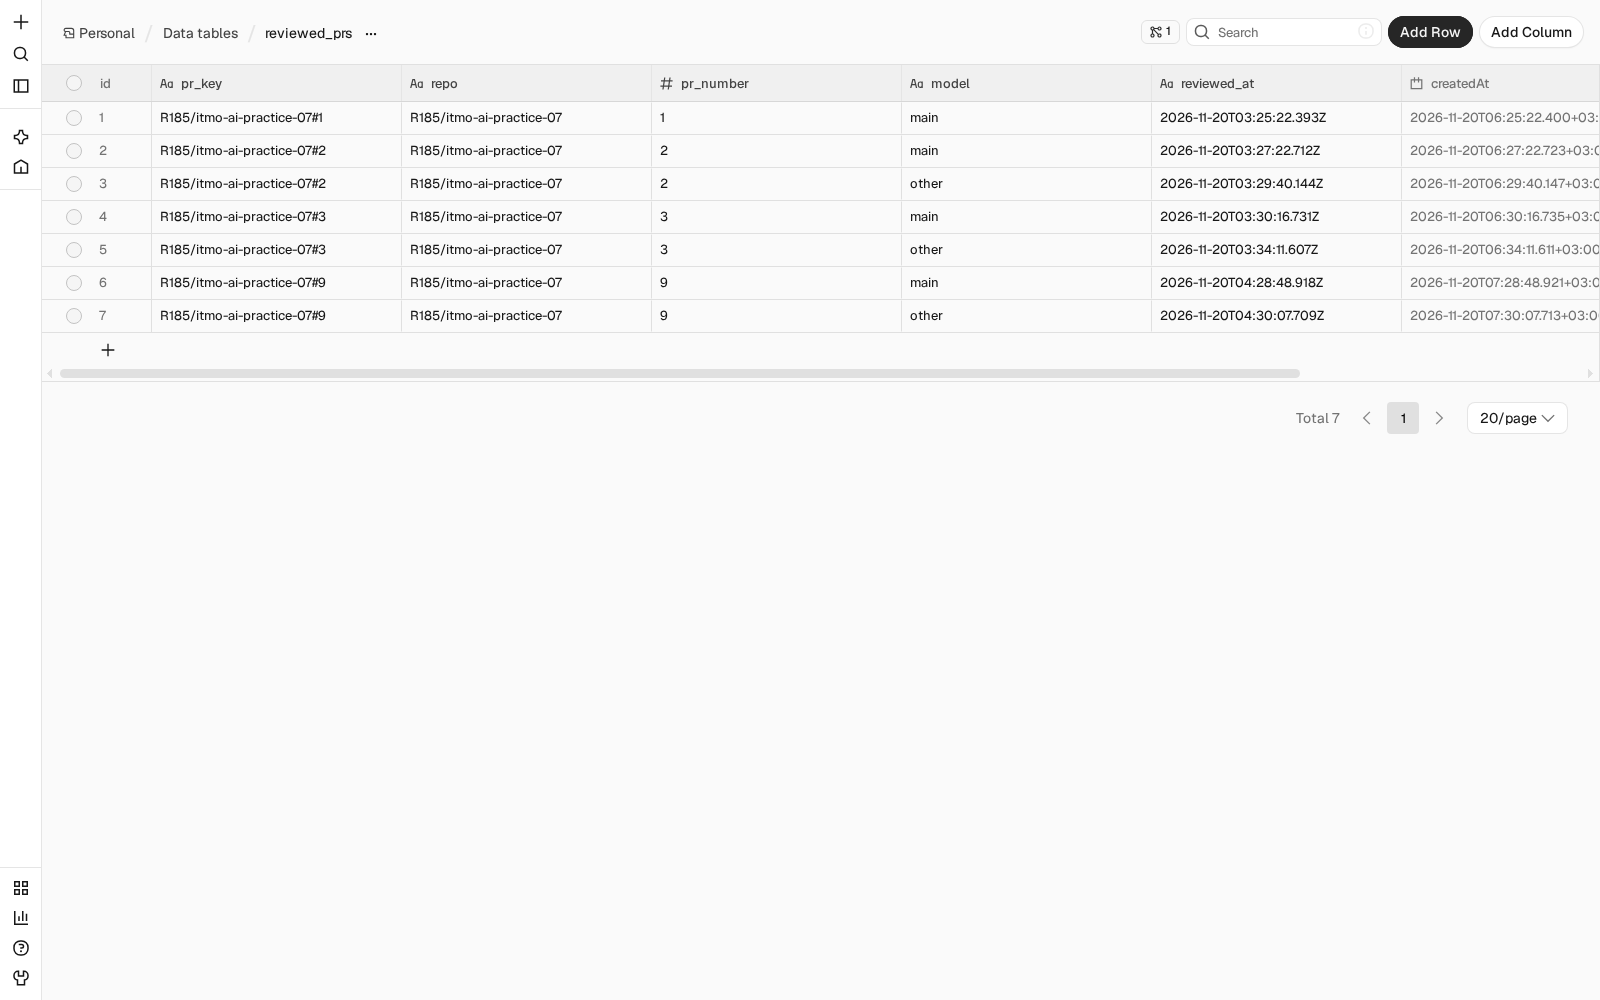 Personal / Data tables / reviewed_prs ...
1 Search Add Row Add Column
id Aa pr_key Aa repo # pr_number Aa model Aa reviewed_at createdAt
1 R185/itmo-ai-practice-07#1 R185/itmo-ai-practice-07 1 main 2026-11-20T03:25:22.393Z 2026-11-20T06:25:22.400+03:
2 R185/itmo-ai-practice-07#2 R185/itmo-ai-practice-07 2 main 2026-11-20T03:27:22.712Z 2026-11-20T06:27:22.723+03:0
3 R185/itmo-ai-practice-07#2 R185/itmo-ai-practice-07 2 other 2026-11-20T03:29:40.144Z 2026-11-20T06:29:40.147+03:0
4 R185/itmo-ai-practice-07#3 R185/itmo-ai-practice-07 3 main 2026-11-20T03:30:16.731Z 2026-11-20T06:30:16.735+03:0
5 R185/itmo-ai-practice-07#3 R185/itmo-ai-practice-07 3 other 2026-11-20T03:34:11.607Z 2026-11-20T06:34:11.611+03:00
6 R185/itmo-ai-practice-07#9 R185/itmo-ai-practice-07 9 main 2026-11-20T04:28:48.918Z 2026-11-20T07:28:48.921+03:0
7 R185/itmo-ai-practice-07#9 R185/itmo-ai-practice-07 9 other 2026-11-20T04:30:07.709Z 2026-11-20T07:30:07.713+03:0
Total 7 1 20/page